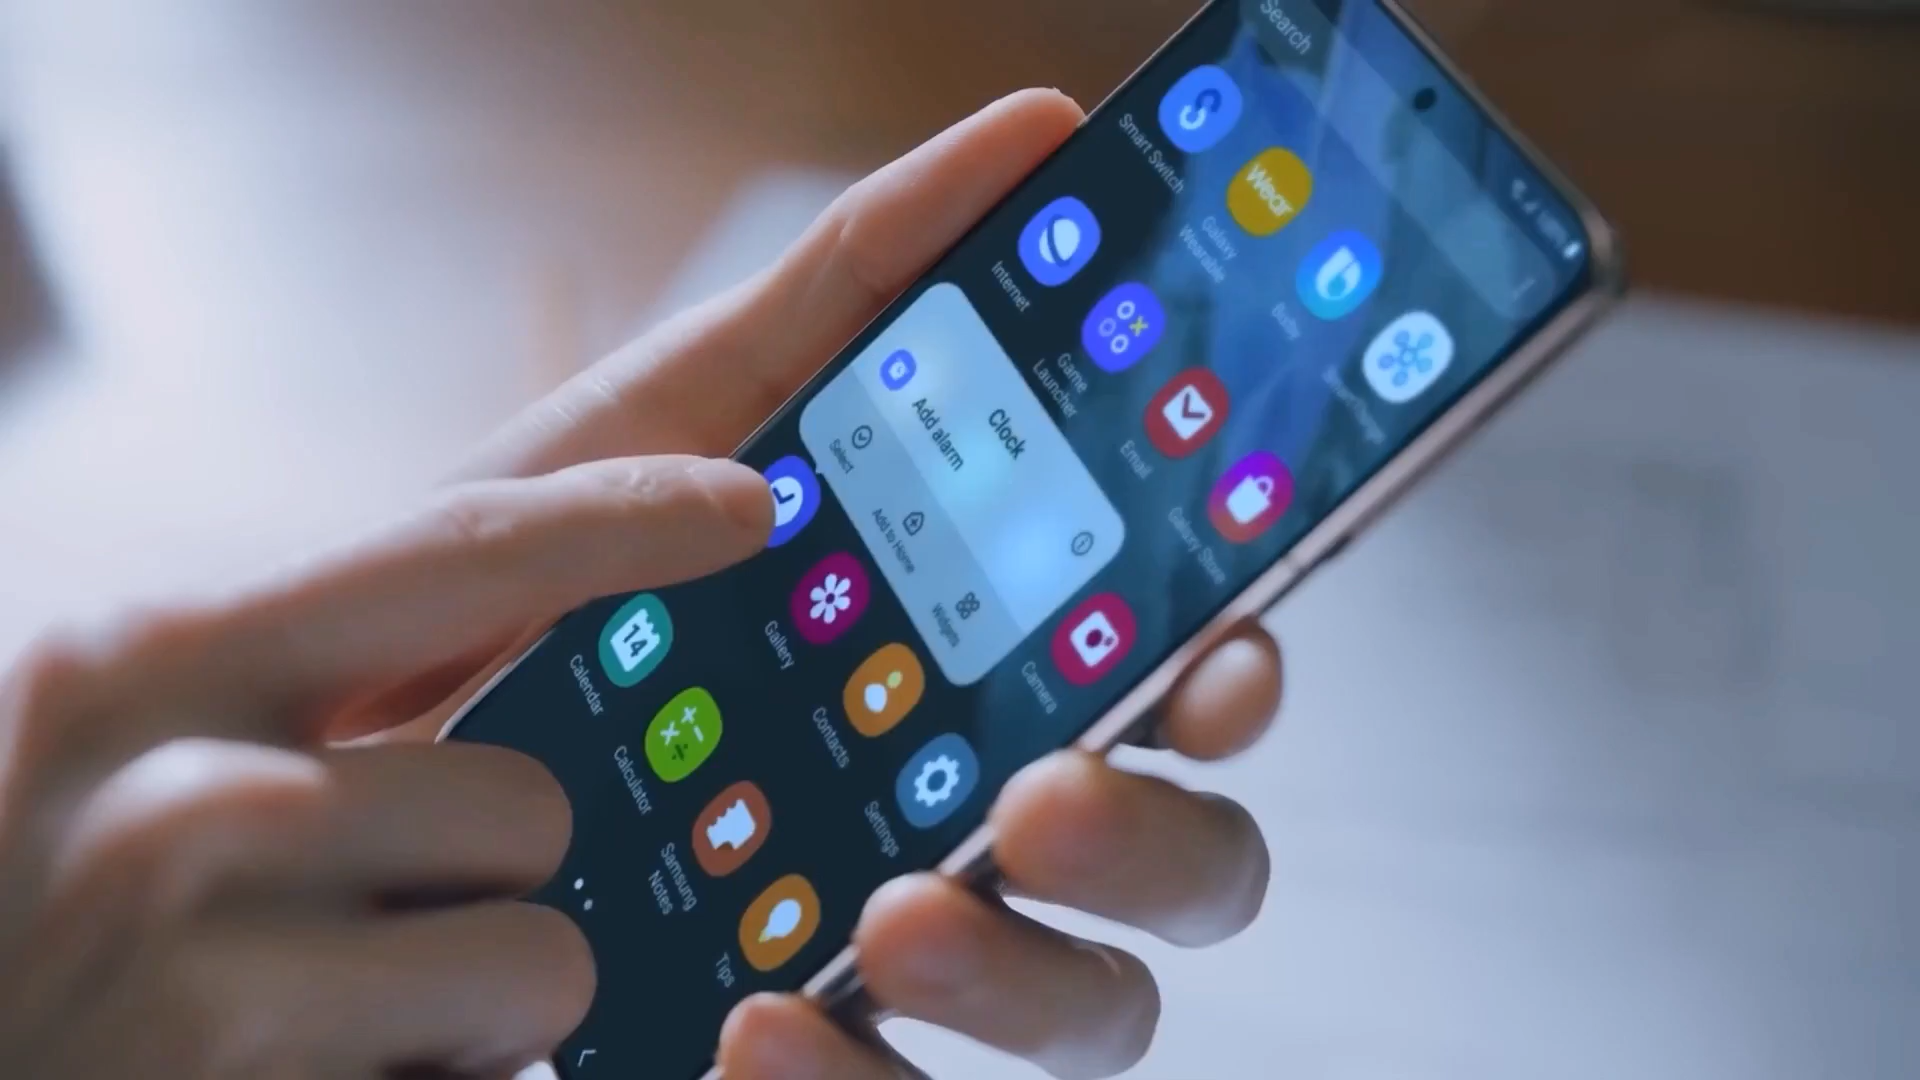 Search
Smart Switch
Wear
Galaxy
Wearable
Bixby
Internet
Game
Launcher
Email
Galaxy Store
Clock
Add alarm
Select
Add to Home
Widgets
Gallery
Contacts
Settings
Camera
14
Calendar
Calculator
Samsung
Notes
Tips